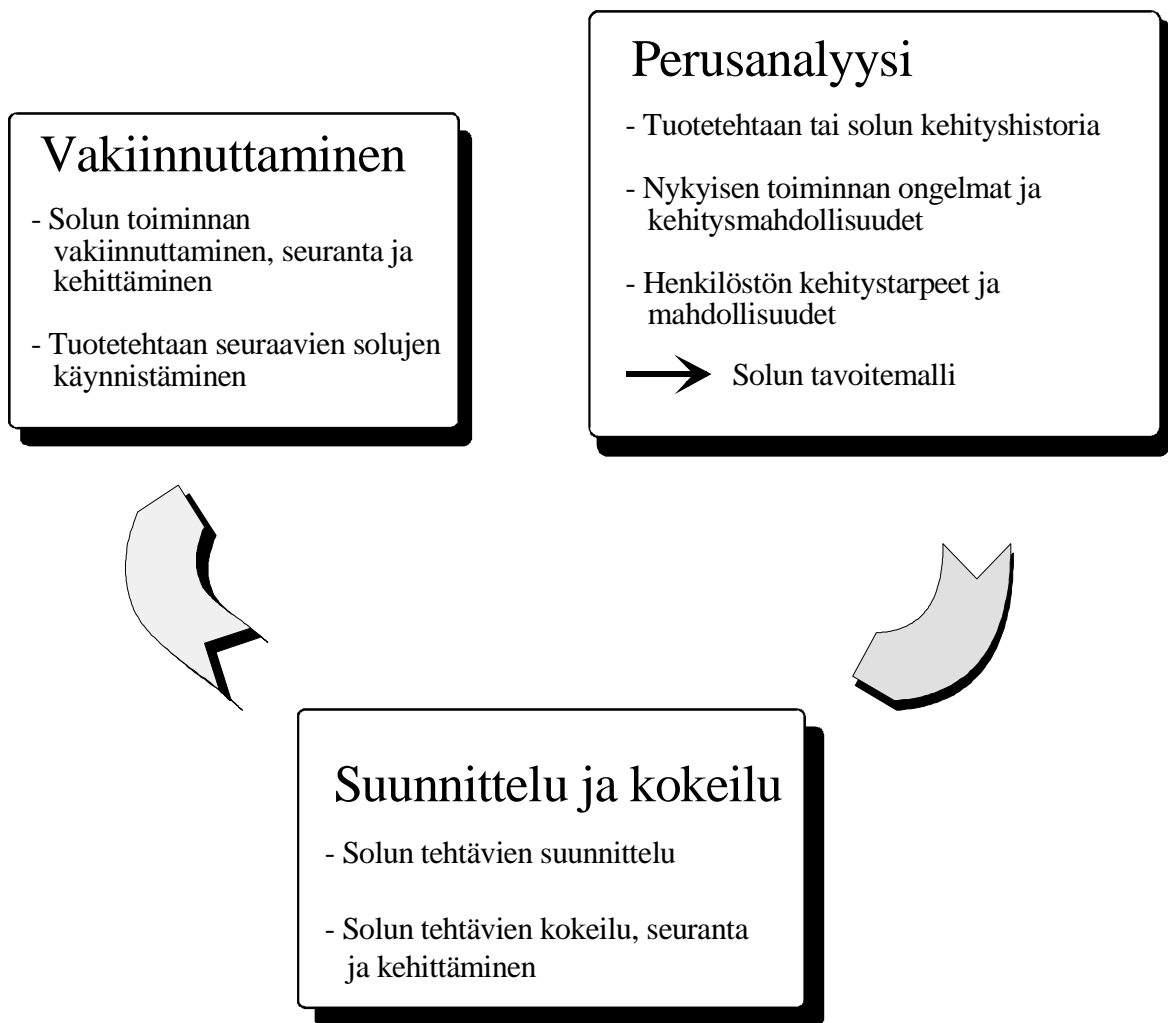 Perusanalyysi
- Tuotetehtaan tai solun kehityshistoria
- Nykyisen toiminnan ongelmat ja
kehitysmahdollisuudet
- Henkilöstön kehitystarpeet ja
mahdollisuudet
Solun tavoitemalli
Vakiinnuttaminen
- Solun toiminnan
vakiinnuttaminen, seuranta ja
kehittäminen
- Tuotetehtaan seuraavien solujen
käynnistäminen
Suunnittelu ja kokeilu
- Solun tehtävien suunnittelu
- Solun tehtävien kokeilu, seuranta
ja kehittäminen